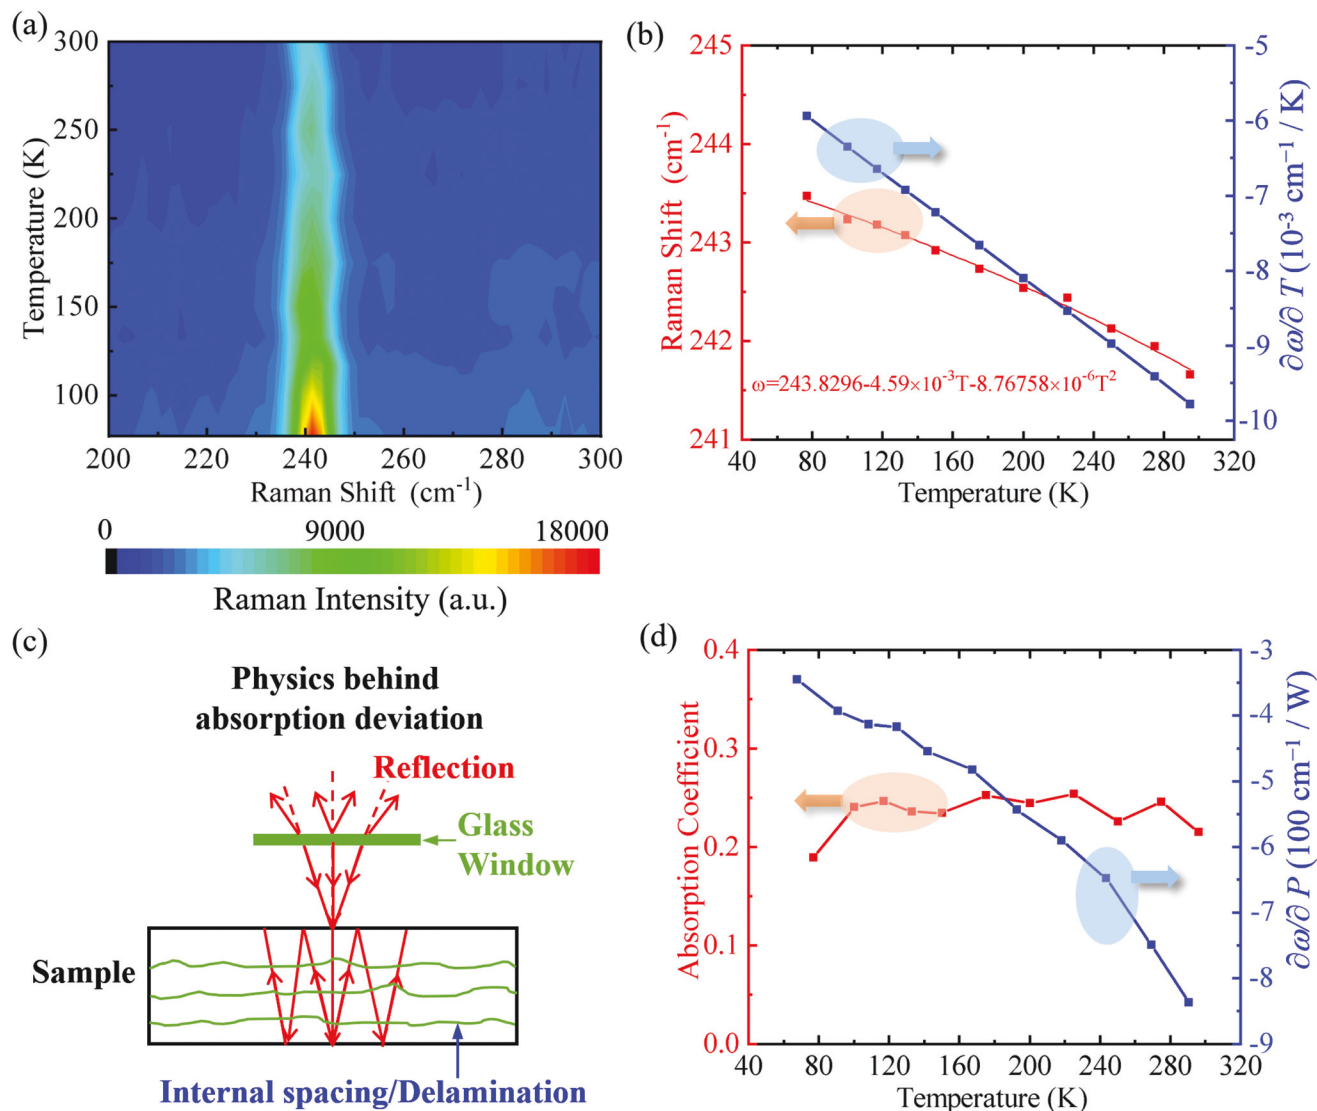 (a)
300
250
200
150
100
Temperature (K)
200 220 240 260 280 300
Raman Shift (cm⁻¹)
0 9000 18000
Raman Intensity (a.u.)
(b)
245
244
243
242
241
Raman Shift (cm⁻¹)
-5
-6
-7
-8
-9
-10
∂ω/∂T (10⁻³ cm⁻¹ / K)
ω=243.8296-4.59×10⁻³T-8.76758×10⁻⁶T²
40 80 120 160 200 240 280 320
Temperature (K)
(c)
Physics behind
absorption deviation
Reflection
Glass
Window
Sample
Internal spacing/Delamination
(d)
0.4
0.3
0.2
0.1
0.0
Absorption Coefficient
-3
-4
-5
-6
-7
-8
-9
∂ω/∂P (100 cm⁻¹ / W)
40 80 120 160 200 240 280 320
Temperature (K)